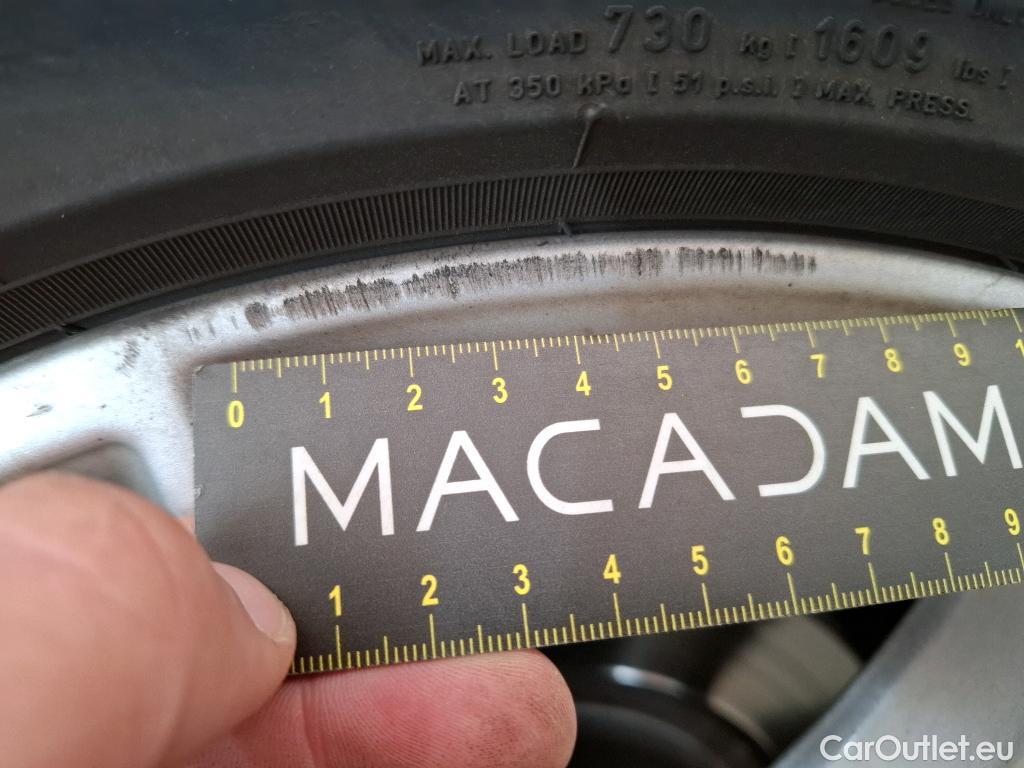 MAX. LOAD 730 kg [ 1609 lbs ]
AT 350 KPa [ 51 p.s.i. ] MAX. PRESS.
0 1 2 3 4 5 6 7 8 9 1
MACADAM
1 2 3 4 5 6 7 8 9
CarOutlet.eu